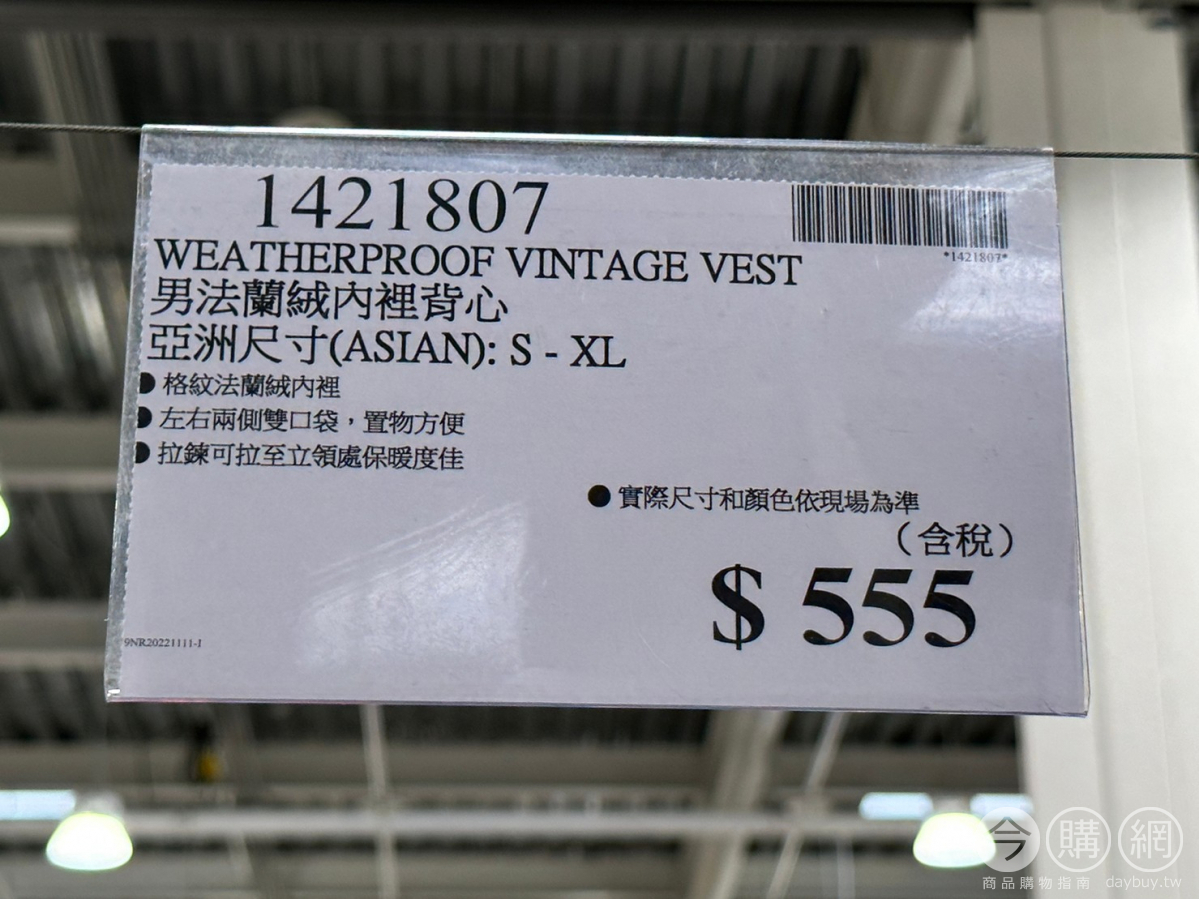 1421807
*1421807*
WEATHERPROOF VINTAGE VEST
男法蘭絨內裡背心
亞洲尺寸(ASIAN): S - XL
● 格紋法蘭絨內裡
● 左右兩側雙口袋，置物方便
● 拉鍊可拉至立領處保暖度佳
● 實際尺寸和顏色依現場為準
（含稅）
$ 555
9NR20221111-I
今購網
商品購物指南 daybuy.tw